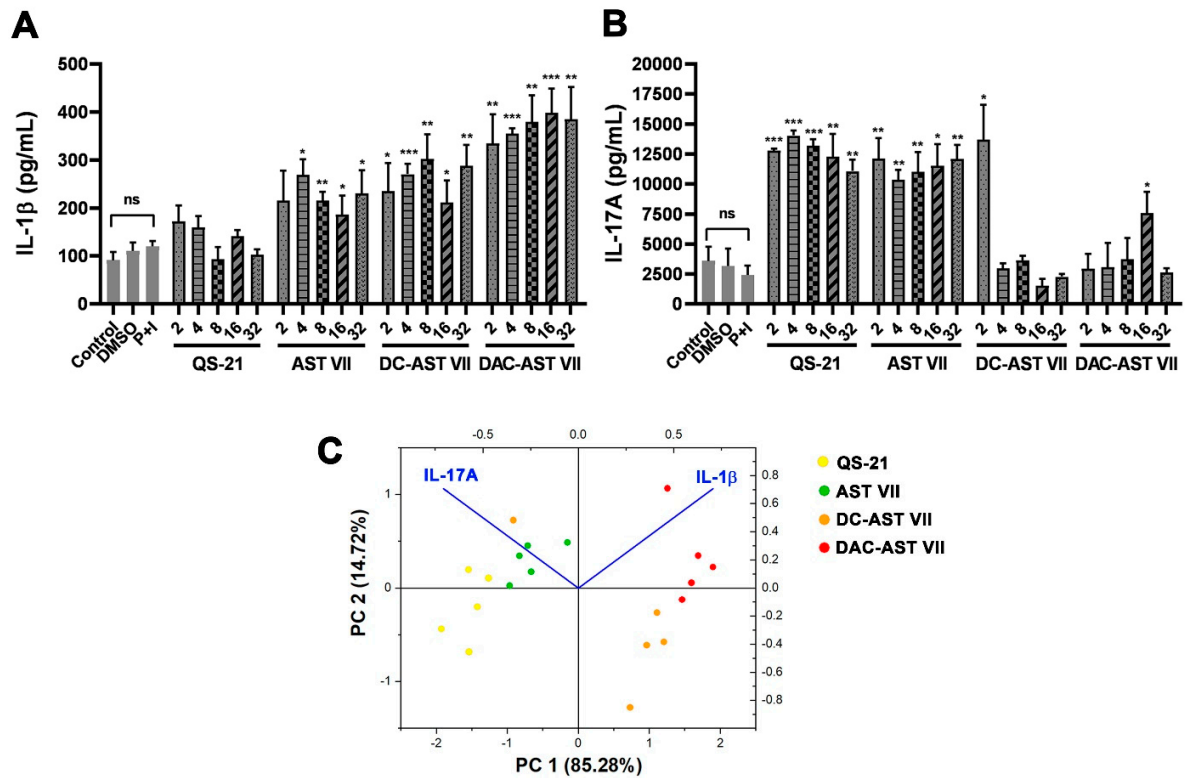 A
IL-1β (pg/mL)
500
400
300
200
100
0
ns
* ** * *
* *** ** * **
** *** ** *** **
Control DMSO P+I 2 4 8 16 32 2 4 8 16 32 2 4 8 16 32 2 4 8 16 32
QS-21 AST VII DC-AST VII DAC-AST VII
B
IL-17A (pg/mL)
20000
17500
15000
12500
10000
7500
5000
2500
0
ns
*** *** *** ** **
** ** ** * **
*
*
Control DMSO P+I 2 4 8 16 32 2 4 8 16 32 2 4 8 16 32 2 4 8 16 32
QS-21 AST VII DC-AST VII DAC-AST VII
C
-0.5 0.0 0.5
IL-17A
IL-1β
PC 2 (14.72%)
1
0
-1
0.8
0.6
0.4
0.2
0.0
-0.2
-0.4
-0.6
-0.8
-2 -1 0 1 2
PC 1 (85.28%)
QS-21
AST VII
DC-AST VII
DAC-AST VII